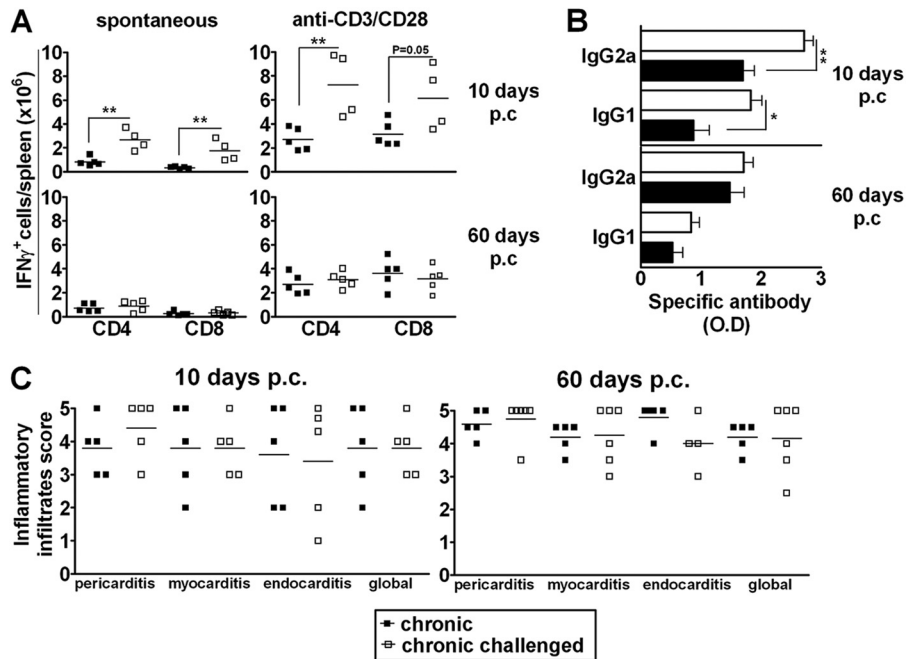 A
spontaneous
anti-CD3/CD28
IFNγ⁺ cells/spleen (x10⁶)
10
8
6
4
2
0
**
**
10
8
6
4
2
0
**
P=0.05
10 days
p.c
10
8
6
4
2
0
CD4
CD8
10
8
6
4
2
0
CD4
CD8
60 days
p.c
B
IgG2a
IgG1
**
*
10 days
p.c
IgG2a
IgG1
60 days
p.c
0
1
2
3
Specific antibody
(O.D)
C
10 days p.c.
Inflammatory
infiltrates score
5
4
3
2
1
0
pericarditis
myocarditis
endocarditis
global
60 days p.c.
5
4
3
2
1
0
pericarditis
myocarditis
endocarditis
global
chronic
chronic challenged